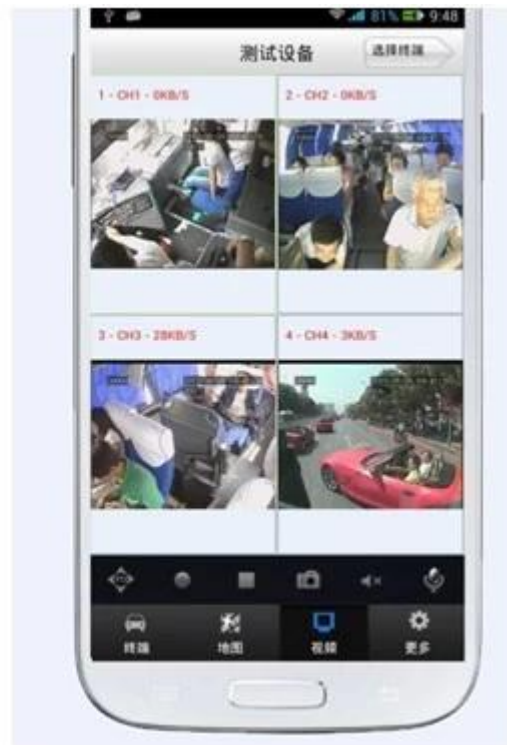 81% 9:48
测试设备 选择终端
1 - CH1 - 0KB/S 2 - CH2 - 0KB/S
3 - CH3 - 28KB/S 4 - CH4 - 3KB/S
终端 地图 视频 更多